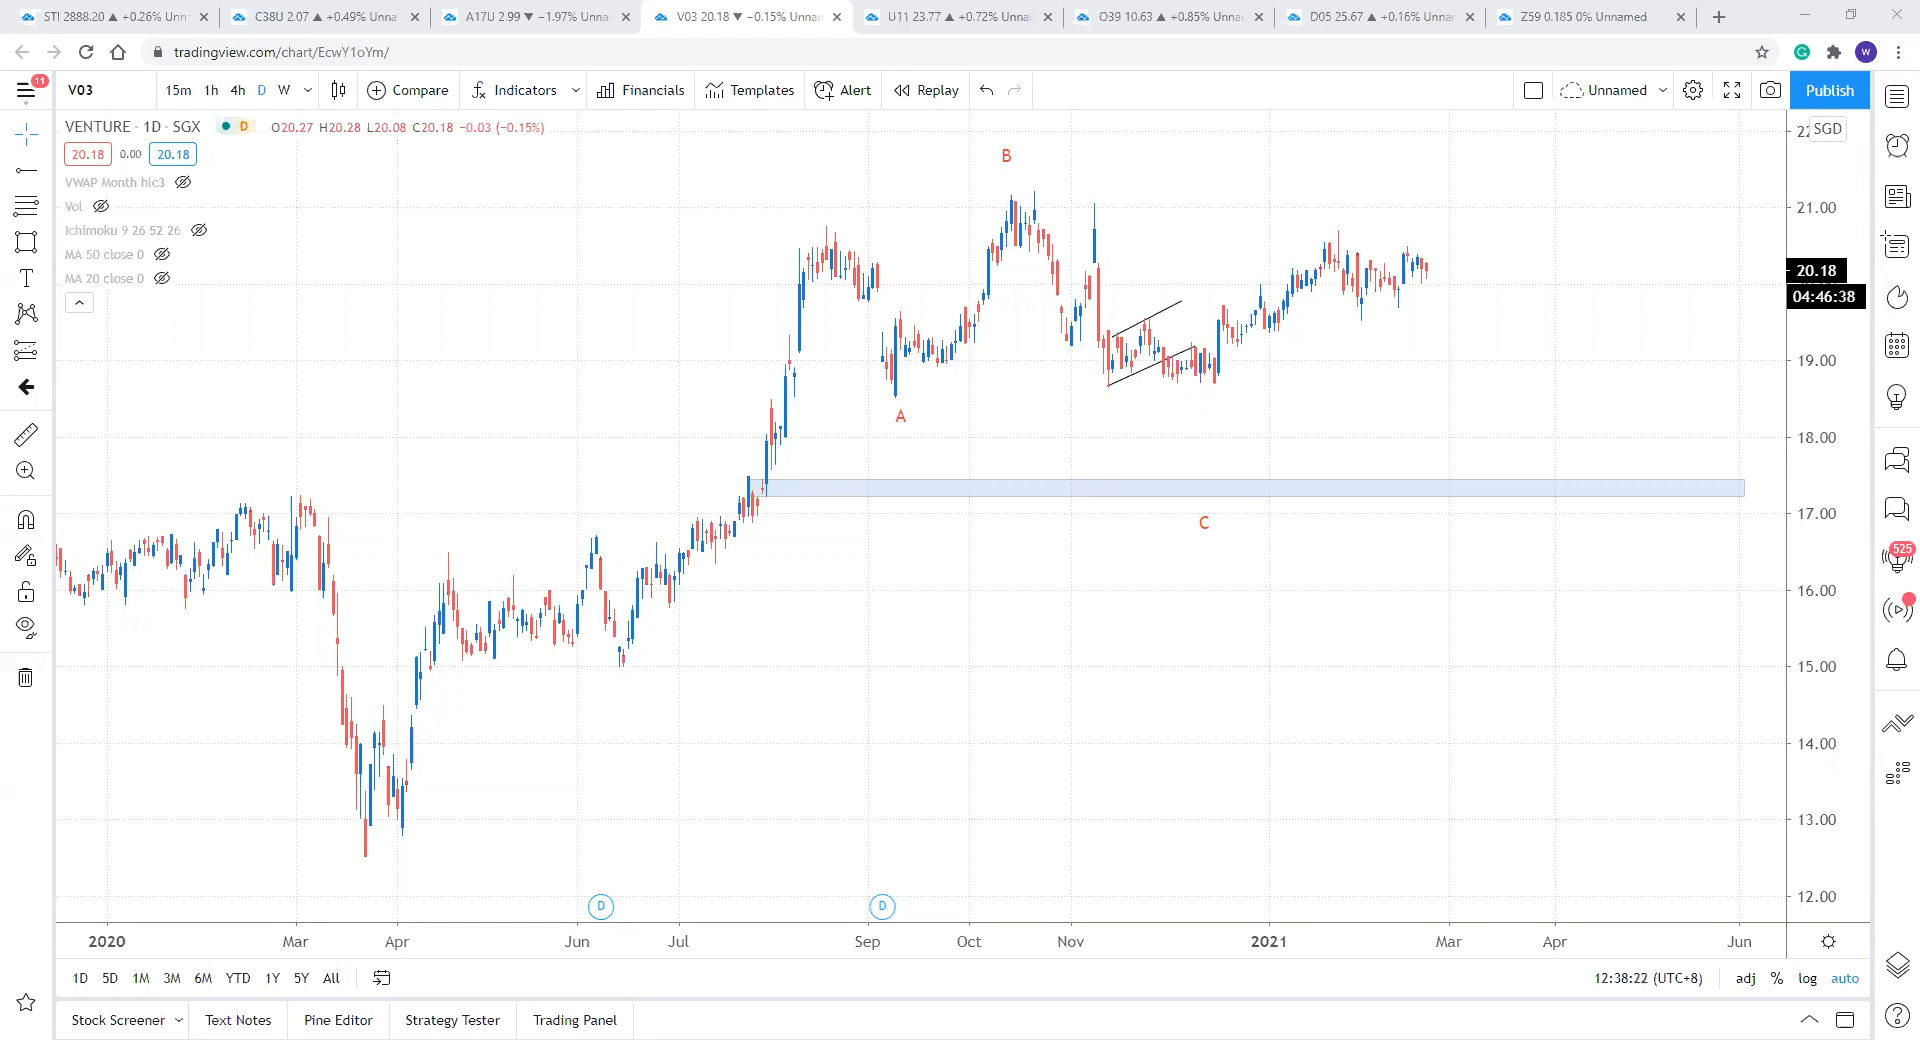 STI 2888.20 ▲ +0.26% Unn
C38U 2.07 ▲ +0.49% Unna
A17U 2.99 ▼ −1.97% Unna
V03 20.18 ▼ −0.15% Unnan
U11 23.77 ▲ +0.72% Unna
O39 10.63 ▲ +0.85% Unna
D05 25.67 ▲ +0.16% Unnar
Z59 0.185 0% Unnamed
tradingview.com/chart/EcwY1oYm/
W
11
V03
15m 1h 4h D W
Compare
Indicators
Financials
Templates
Alert
Replay
Unnamed
Publish
VENTURE · 1D · SGX
D
O20.27 H20.28 L20.08 C20.18 −0.03 (−0.15%)
20.18 0.00 20.18
VWAP Month hlc3
Vol
Ichimoku 9 26 52 26
MA 50 close 0
MA 20 close 0
SGD
21.00
20.18
04:46:38
19.00
18.00
17.00
16.00
15.00
14.00
13.00
12.00
B
A
C
525
D
D
2020 Mar Apr Jun Jul Sep Oct Nov 2021 Mar Apr Jun
1D 5D 1M 3M 6M YTD 1Y 5Y All
12:38:22 (UTC+8)
adj % log auto
Stock Screener
Text Notes
Pine Editor
Strategy Tester
Trading Panel